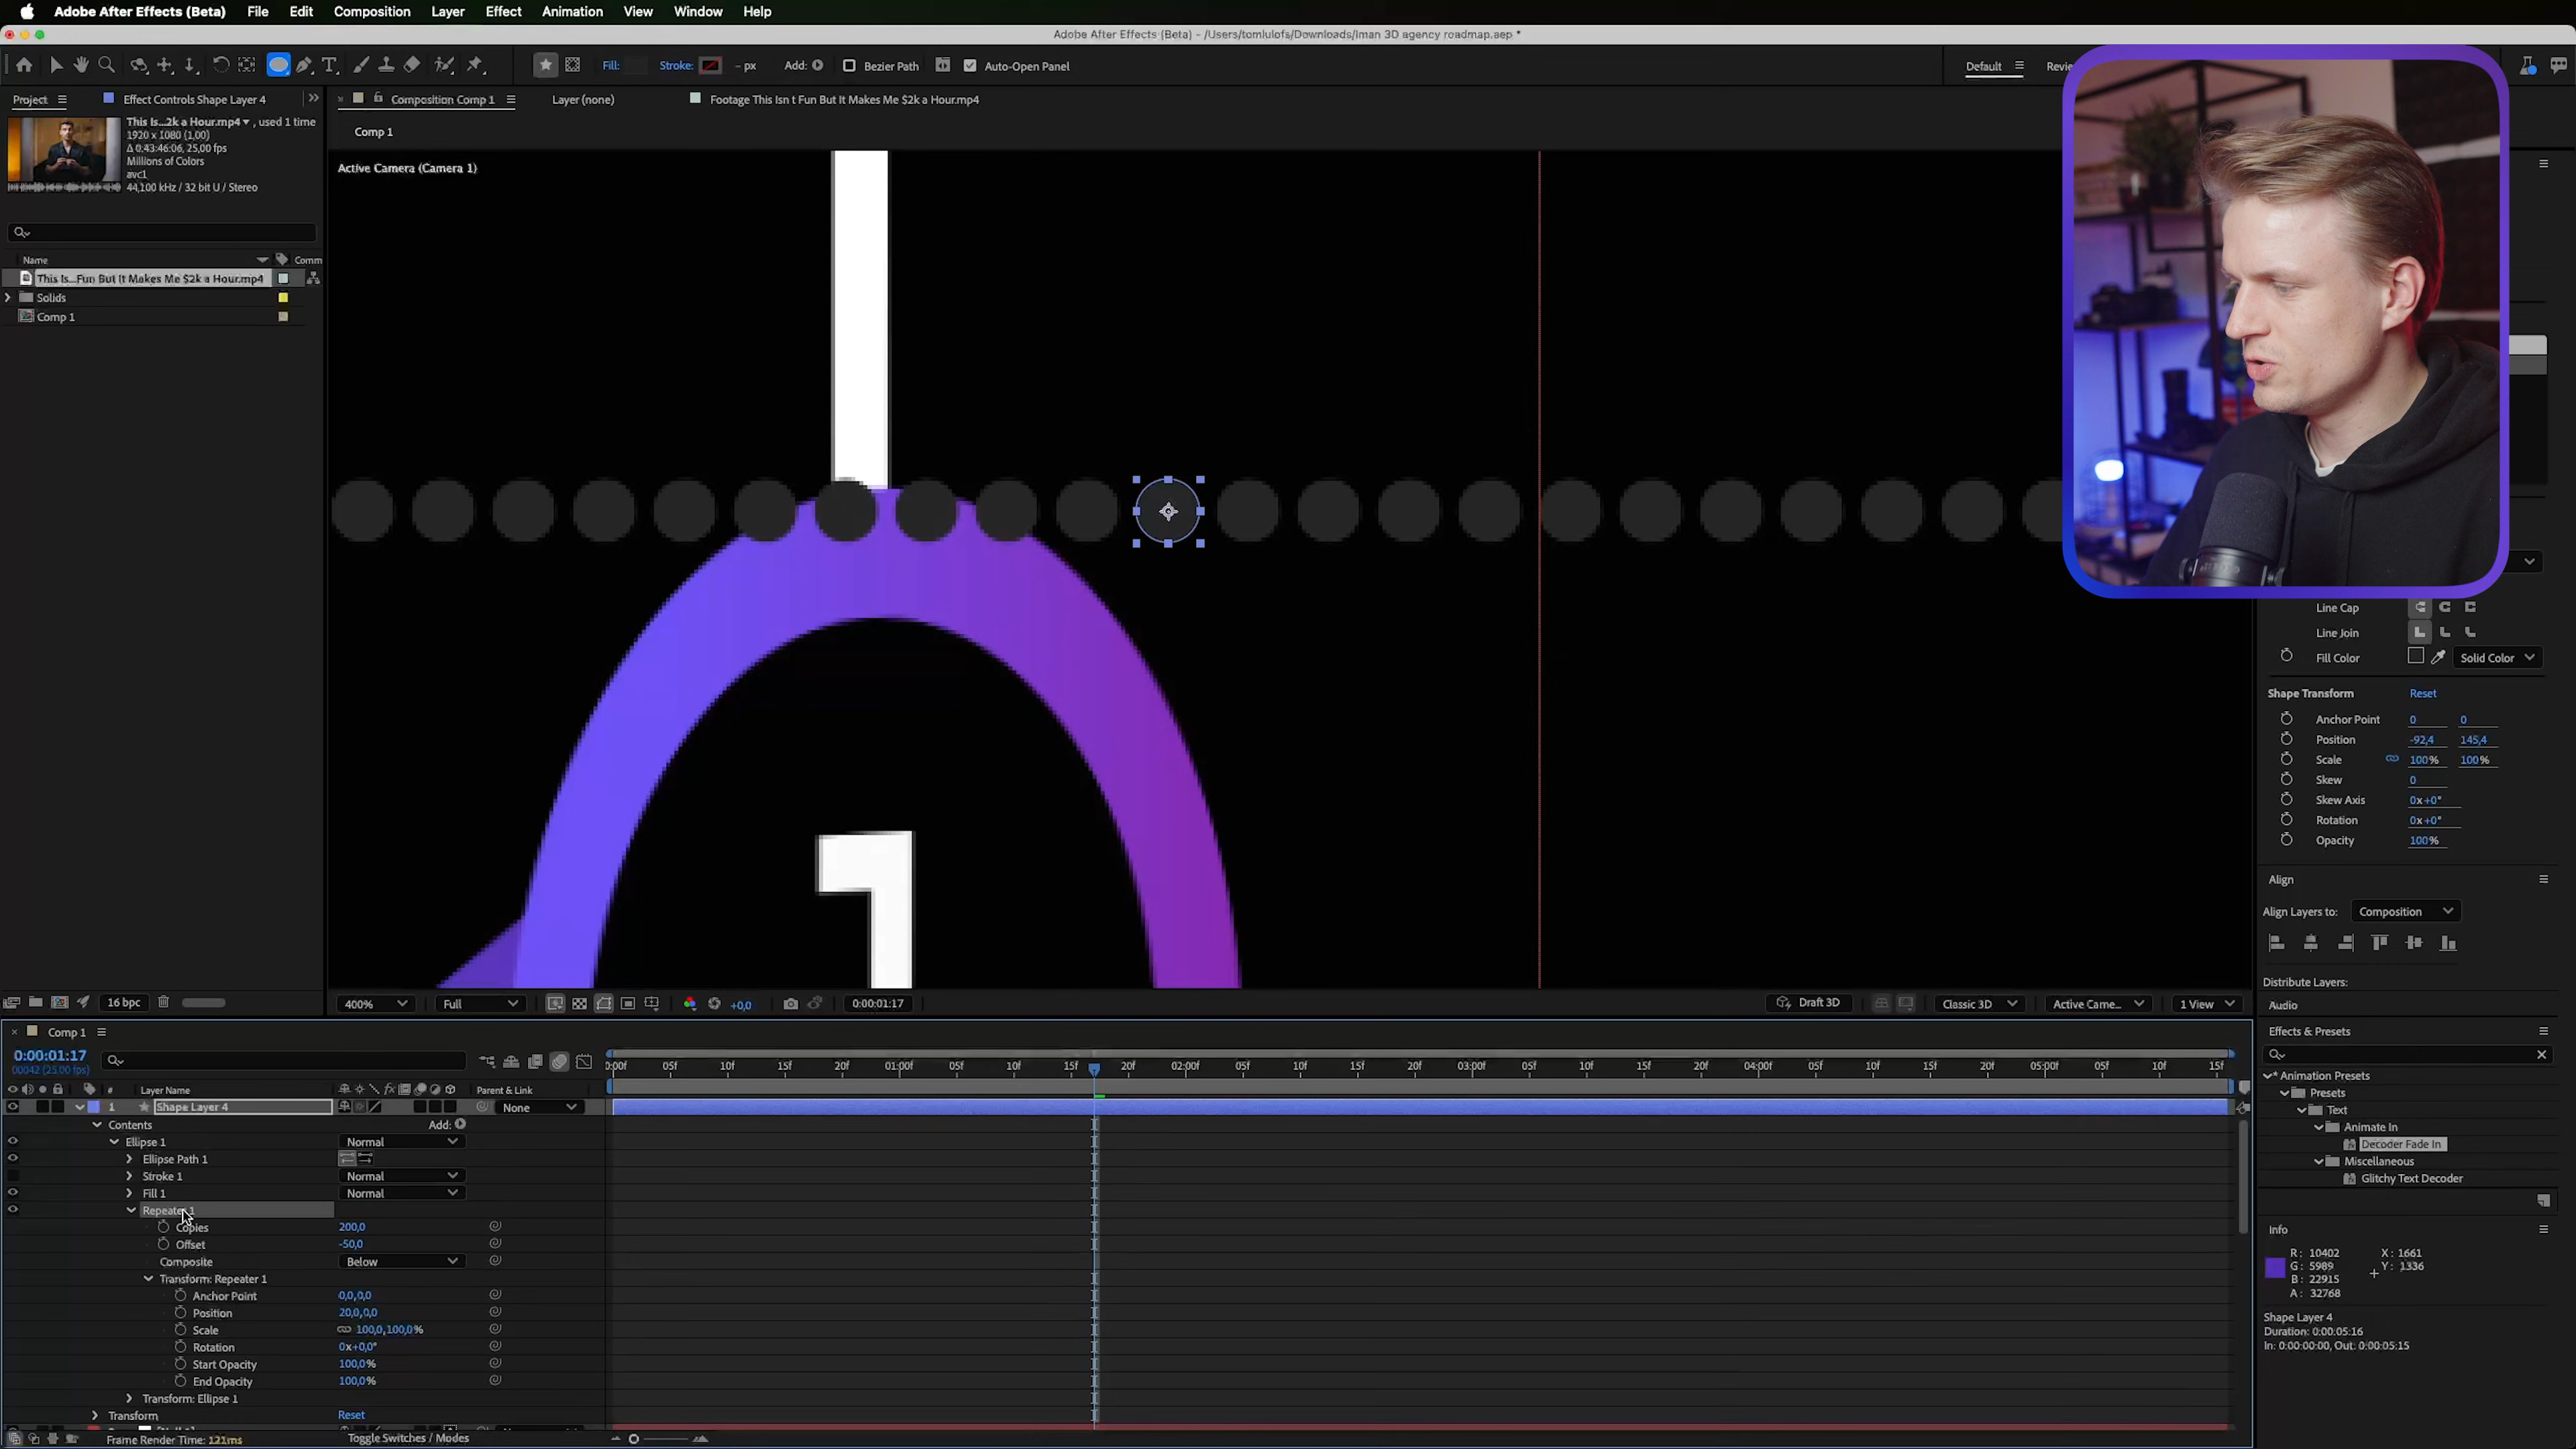 Adobe After Effects (Beta) File Edit Composition Layer Effect Animation View Window Help
Adobe After Effects (Beta) - /Users/tomlulofs/Downloads/Iman 3D agency roadmap.aep *
Fill: Stroke: - px Add: Bezier Path Auto-Open Panel Default
Project Effect Controls Shape Layer 4 Composition Comp 1 Layer (none) Footage This Isn t Fun But It Makes Me $2k a Hour.mp4
This Is...2k a Hour.mp4 , used 1 time
1920 x 1080 (1,00)
Δ 0:43:46:06, 25,00 fps
Millions of Colors
avc1
44,100 kHz / 32 bit U / Stereo
Comp 1
Active Camera (Camera 1)
Name Comm
This Is...Fun But It Makes Me $2k a Hour.mp4
Solids
Comp 1
1
Line Cap
Line Join
Fill Color Solid Color
Shape Transform Reset
Anchor Point 0 0
Position -92,4 145,4
Scale 100% 100%
Skew 0
Skew Axis 0x+0°
Rotation 0x+0°
Opacity 100%
Align
Align Layers to: Composition
Distribute Layers:
Audio
Effects & Presets
* Animation Presets
Presets
Text
Animate In
Decoder Fade In
Miscellaneous
Glitchy Text Decoder
Info
R: 10402 X: 1661
G: 5989 Y: 1336
B: 22915
A: 32768
Shape Layer 4
Duration: 0:00:05:16
In: 0:00:00:00, Out: 0:00:05:15
16 bpc 400% Full +0,0 0:00:01:17 Draft 3D Classic 3D Active Came... 1 View
Comp 1
0:00:01:17
00042 (25.00 fps)
:00f 05f 10f 15f 20f 01:00f 05f 10f 15f 20f 02:00f 05f 10f 15f 20f 03:00f 05f 10f 15f 20f 04:00f 05f 10f 15f 20f 05:00f 05f 10f 15f
# Layer Name fx Parent & Link
1 Shape Layer 4 None
Contents Add:
Ellipse 1 Normal
Ellipse Path 1
Stroke 1 Normal
Fill 1 Normal
Repeater 1
Copies 200,0
Offset -50,0
Composite Below
Transform: Repeater 1
Anchor Point 0,0,0,0
Position 20,0,0,0
Scale 100,0,100,0%
Rotation 0x+0,0°
Start Opacity 100,0%
End Opacity 100,0%
Transform: Ellipse 1
Transform Reset
Frame Render Time: 121ms Toggle Switches / Modes